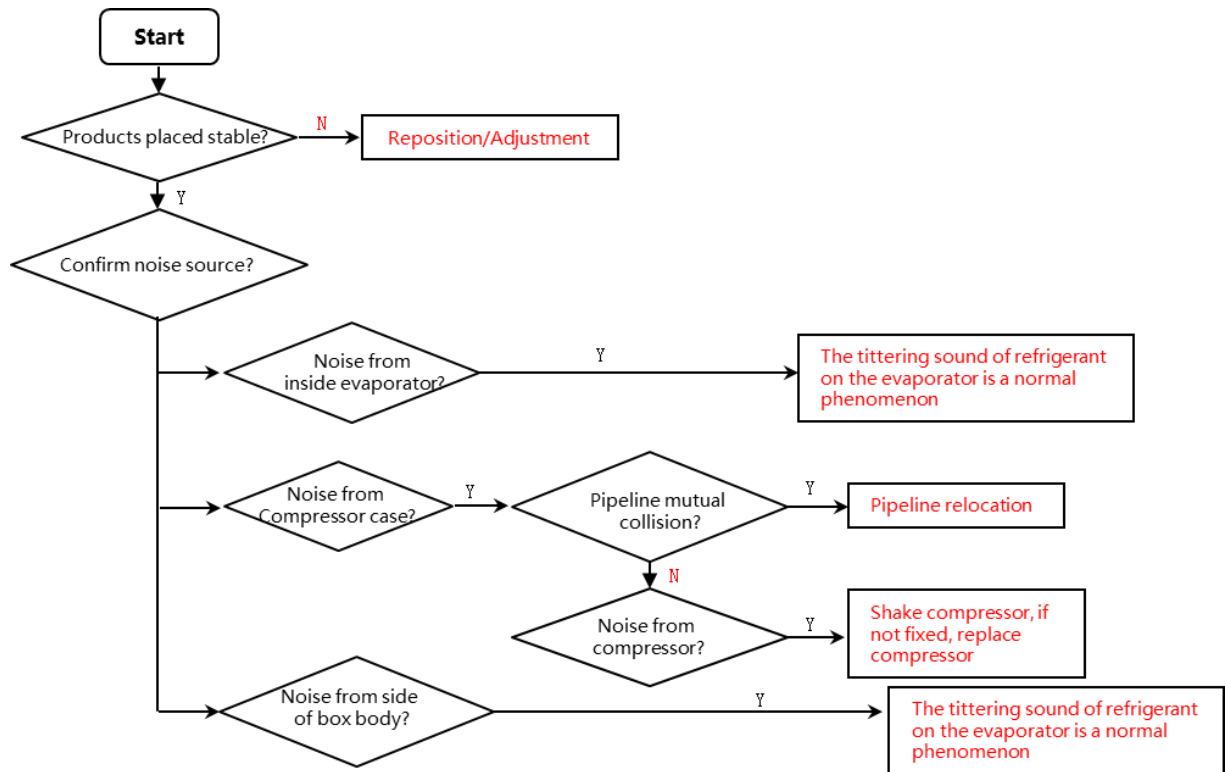 Start
Products placed stable?
N
Reposition/Adjustment
Y
Confirm noise source?
Noise from
inside evaporator?
Y
The tittering sound of refrigerant
on the evaporator is a normal
phenomenon
Noise from
Compressor case?
Y
Pipeline mutual
collision?
Y
Pipeline relocation
N
Noise from
compressor?
Y
Shake compressor, if
not fixed, replace
compressor
Noise from side
of box body?
Y
The tittering sound of refrigerant
on the evaporator is a normal
phenomenon